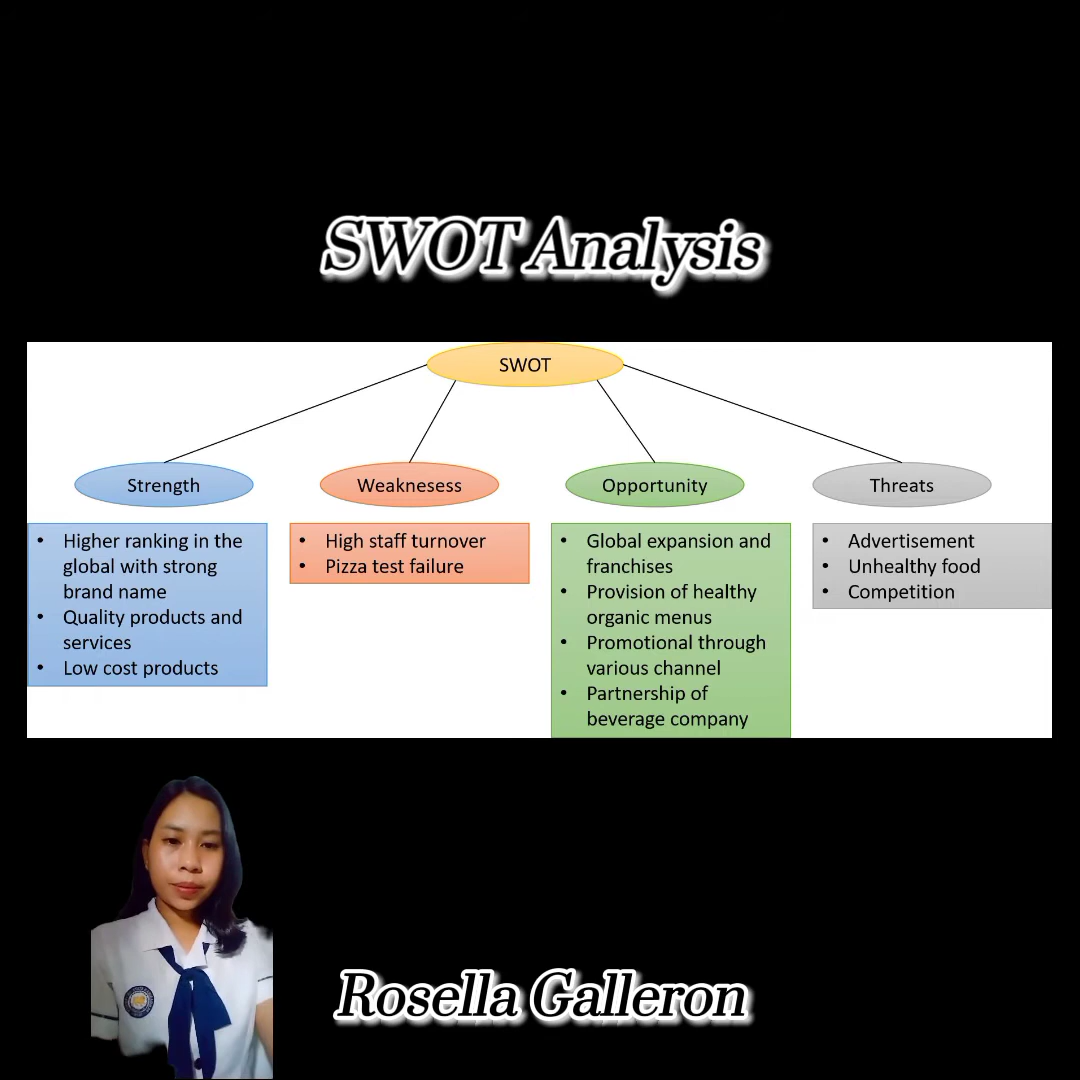 SWOT Analysis
SWOT
Strength
Weaknesess
Opportunity
Threats
• Higher ranking in the
global with strong
brand name
• Quality products and
services
• Low cost products
• High staff turnover
• Pizza test failure
• Global expansion and
franchises
• Provision of healthy
organic menus
• Promotional through
various channel
• Partnership of
beverage company
• Advertisement
• Unhealthy food
• Competition
Rosella Galleron